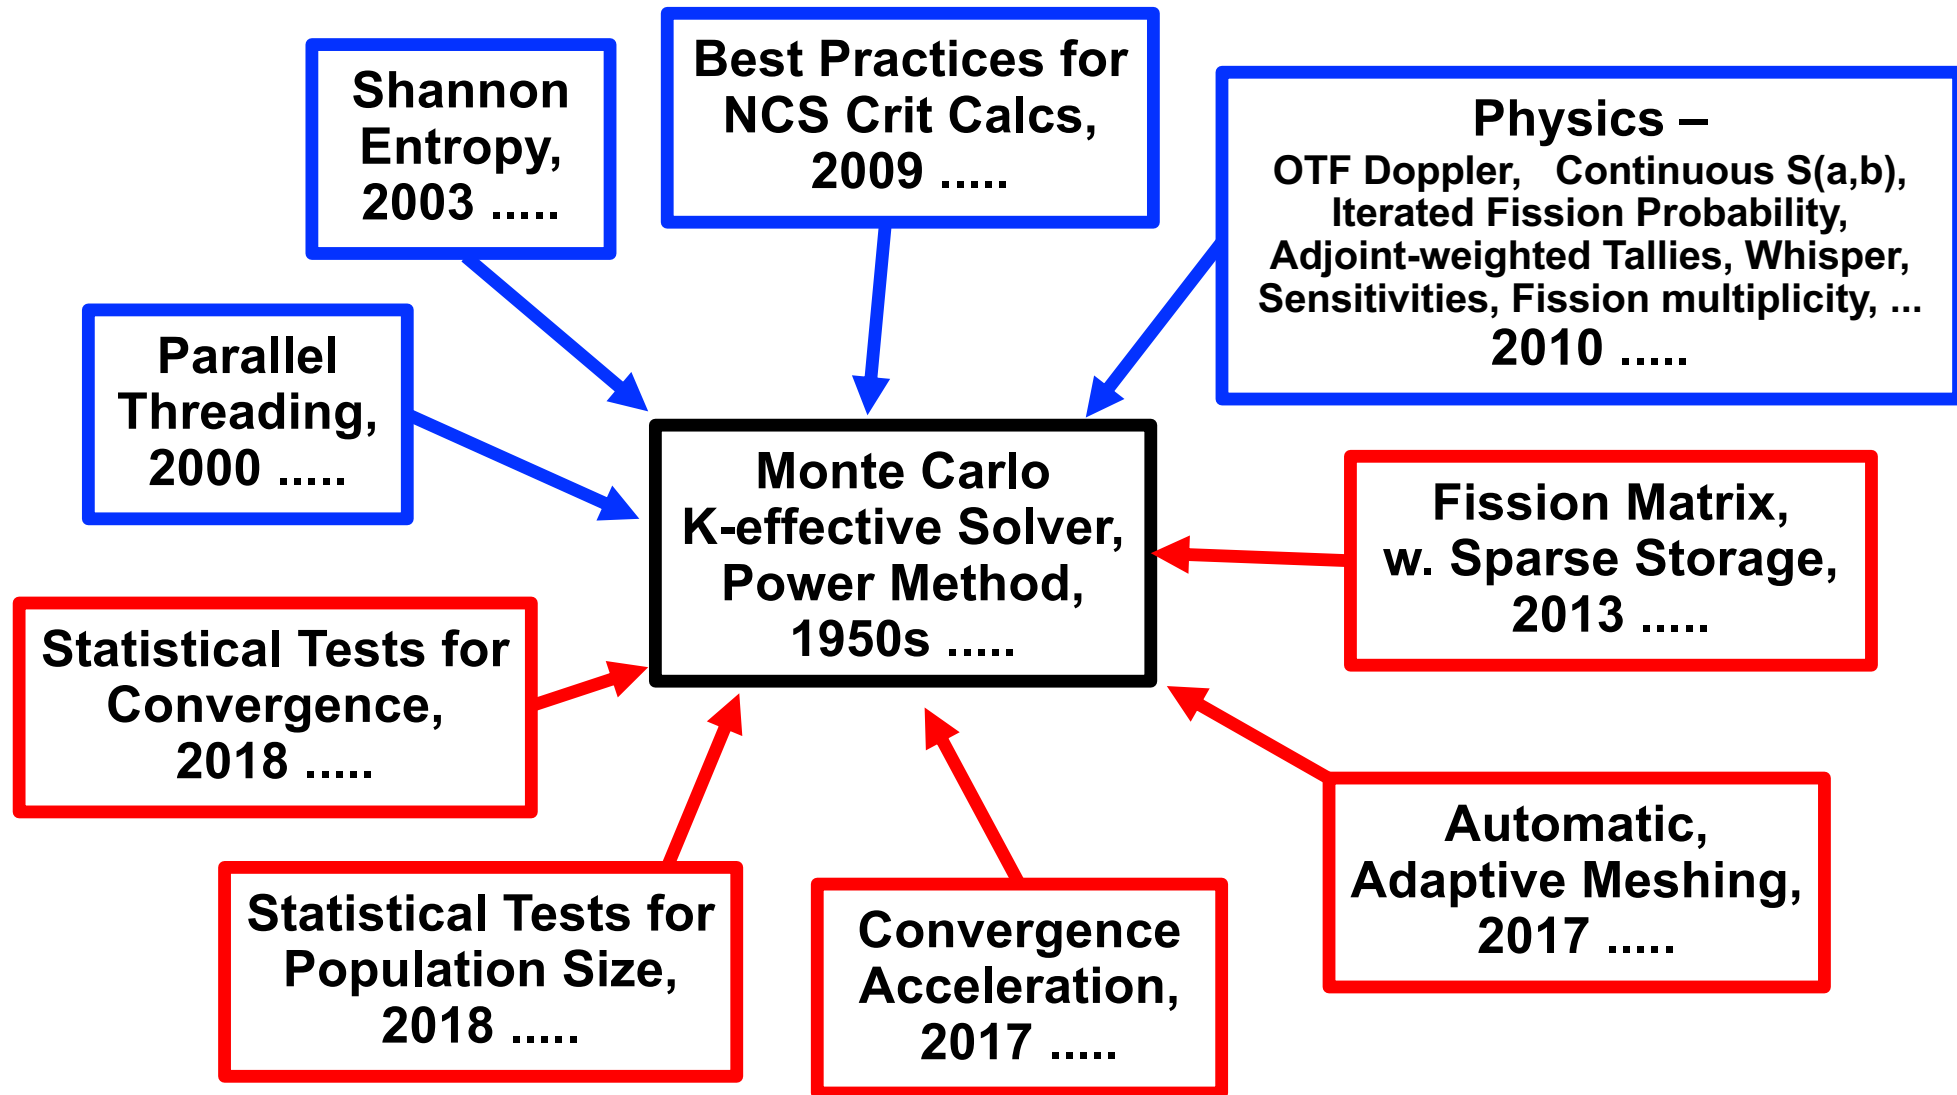 Shannon
Entropy,
2003 .....
Best Practices for
NCS Crit Calcs,
2009 .....
Physics –
OTF Doppler, Continuous S(a,b),
Iterated Fission Probability,
Adjoint-weighted Tallies, Whisper,
Sensitivities, Fission multiplicity, ...
2010 .....
Parallel
Threading,
2000 .....
Monte Carlo
K-effective Solver,
Power Method,
1950s .....
Fission Matrix,
w. Sparse Storage,
2013 .....
Statistical Tests for
Convergence,
2018 .....
Automatic,
Adaptive Meshing,
2017 .....
Statistical Tests for
Population Size,
2018 .....
Convergence
Acceleration,
2017 .....